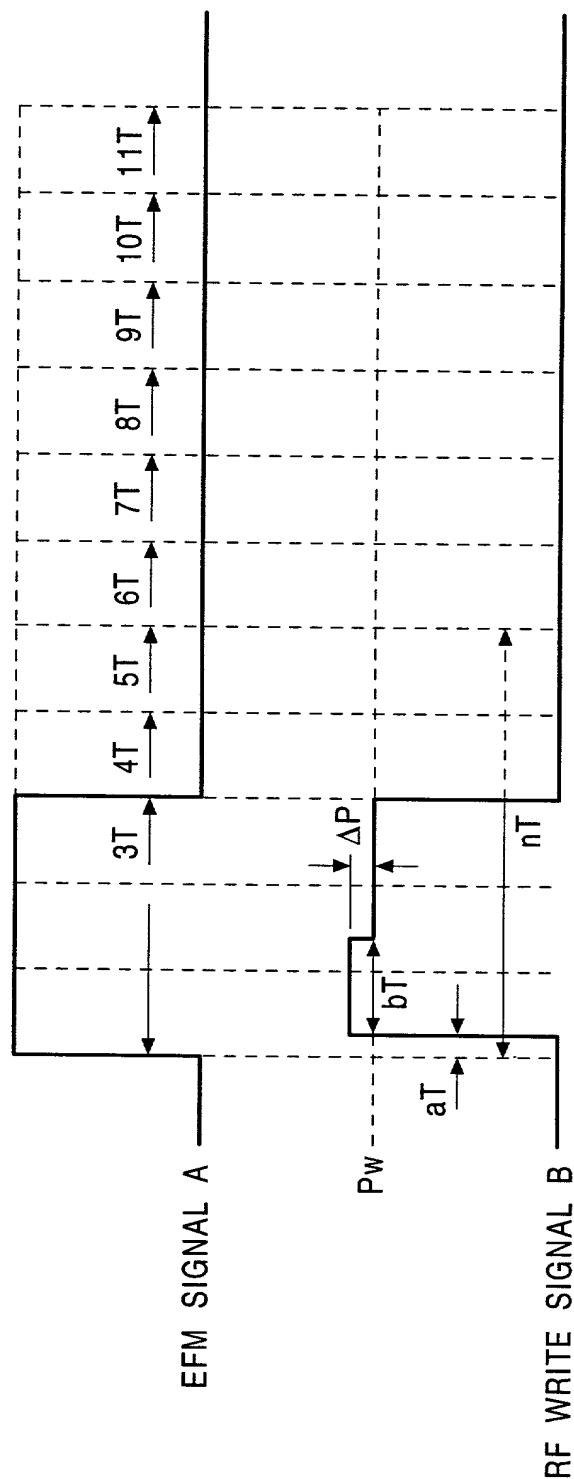 EFM SIGNAL A
3T
4T
5T
6T
7T
8T
9T
10T
11T
RF WRITE SIGNAL B
Pw
aT
bT
ΔP
nT